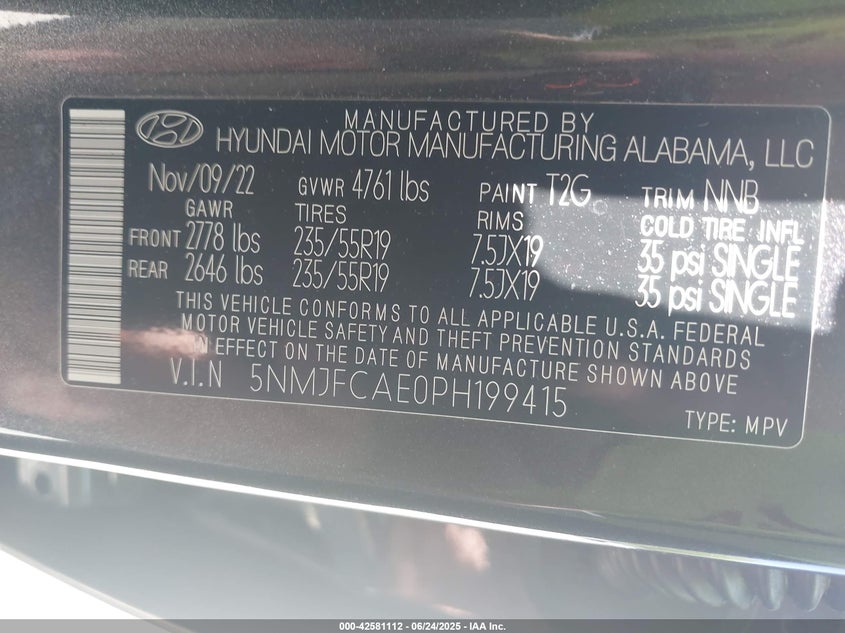 MANUFACTURED BY
HYUNDAI MOTOR MANUFACTURING ALABAMA, LLC
Nov/09/22 GVWR 4761 lbs PAINT T2G TRIM NNB
GAWR TIRES RIMS COLD TIRE INFL
FRONT 2778 lbs 235/55R19 7.5JX19 35 psi SINGLE
REAR 2646 lbs 235/55R19 7.5JX19 35 psi SINGLE
THIS VEHICLE CONFORMS TO ALL APPLICABLE U.S.A. FEDERAL
MOTOR VEHICLE SAFETY AND THEFT PREVENTION STANDARDS
IN EFFECT ON THE DATE OF MANUFACTURE SHOWN ABOVE
V.I.N 5NMJFCAE0PH199415
TYPE: MPV
000-42581112 - 06/24/2025 - IAA Inc.